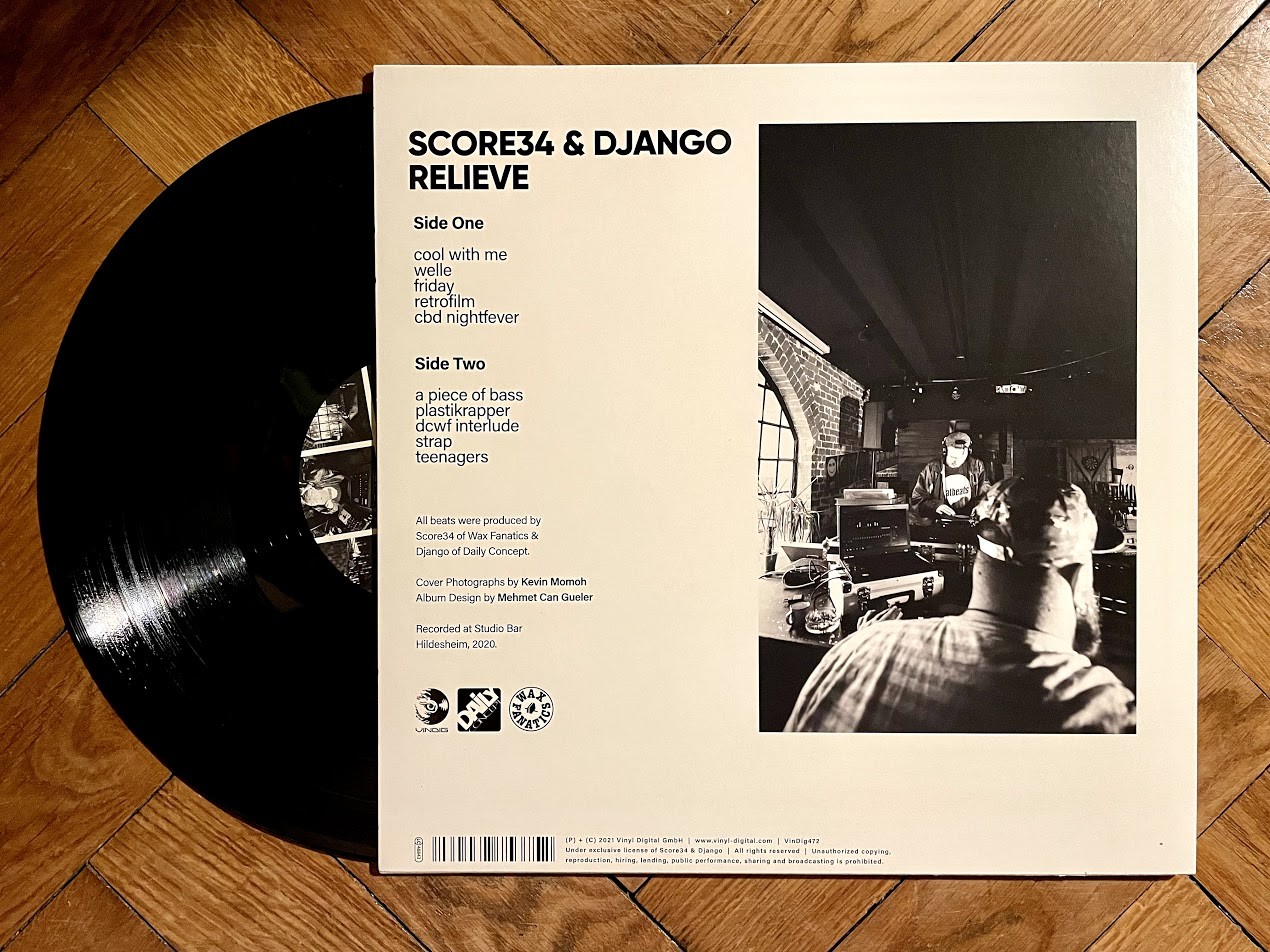 SCORE34 & DJANGO
RELIEVE
Side One
cool with me
welle
friday
retrofilm
cbd nightfever
Side Two
a piece of bass
plastikrapper
dcwf interlude
strap
teenagers
All beats were produced by
Score34 of Wax Fanatics &
Django of Daily Concept.
Cover Photographs by Kevin Momoh
Album Design by Mehmet Can Gueler
Recorded at Studio Bar
Hildesheim, 2020.
VINDIG
DAILY
CONCEPT
WAX
FANATICS
(P) + (C) 2021 Vinyl Digital GmbH | www.vinyl-digital.com | VinDig472
Under exclusive license of Score34 & Django | All rights reserved | Unauthorized copying,
reproduction, hiring, lending, public performance, sharing and broadcasting is prohibited.